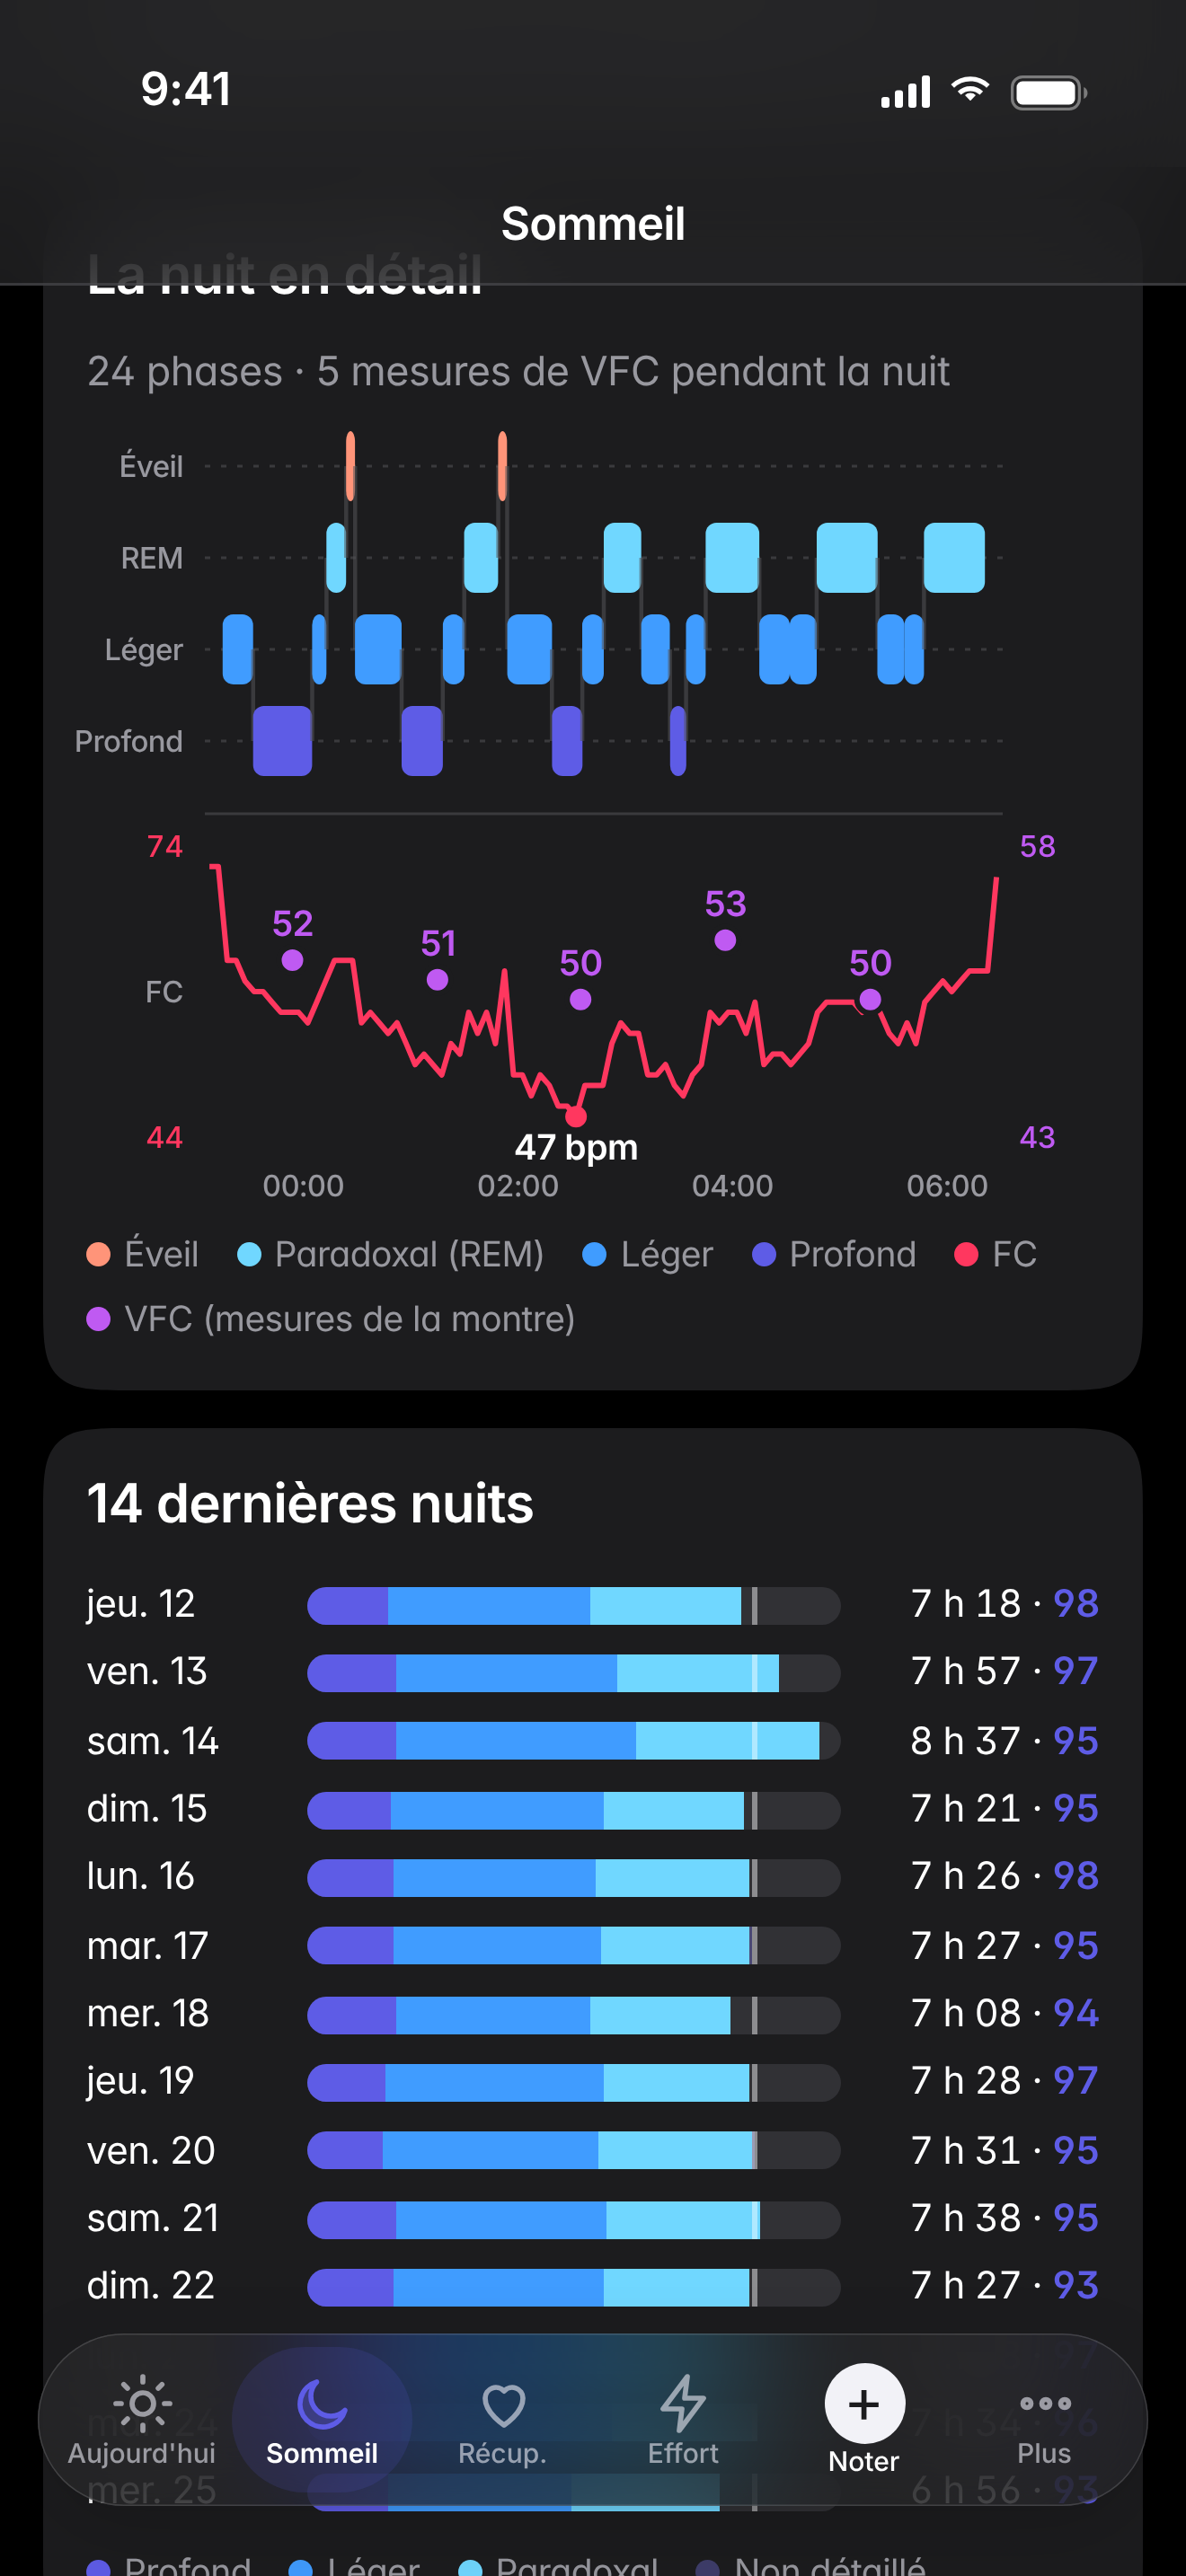 9:41
Sommeil
La nuit en détail
24 phases · 5 mesures de VFC pendant la nuit
Éveil
REM
Léger
Profond
74
58
52
51
50
53
50
FC
44
43
47 bpm
00:00 02:00 04:00 06:00
Éveil Paradoxal (REM) Léger Profond FC
VFC (mesures de la montre)
14 dernières nuits
jeu. 12 7 h 18 · 98
ven. 13 7 h 57 · 97
sam. 14 8 h 37 · 95
dim. 15 7 h 21 · 95
lun. 16 7 h 26 · 98
mar. 17 7 h 27 · 95
mer. 18 7 h 08 · 94
jeu. 19 7 h 28 · 97
ven. 20 7 h 31 · 95
sam. 21 7 h 38 · 95
dim. 22 7 h 27 · 93
97
mar. 24 7 h 34 · 96
Aujourd'hui Sommeil Récup. Effort Noter Plus
mer. 25 6 h 56 · 93
Profond Léger Paradoxal Non détaillé